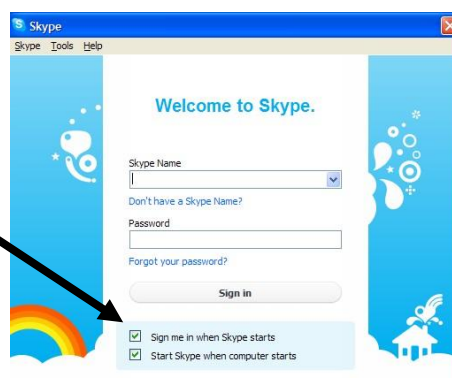 Skype
Skype Tools Help
Welcome to Skype.
Skype Name
Don't have a Skype Name?
Password
Forgot your password?
Sign in
Sign me in when Skype starts
Start Skype when computer starts